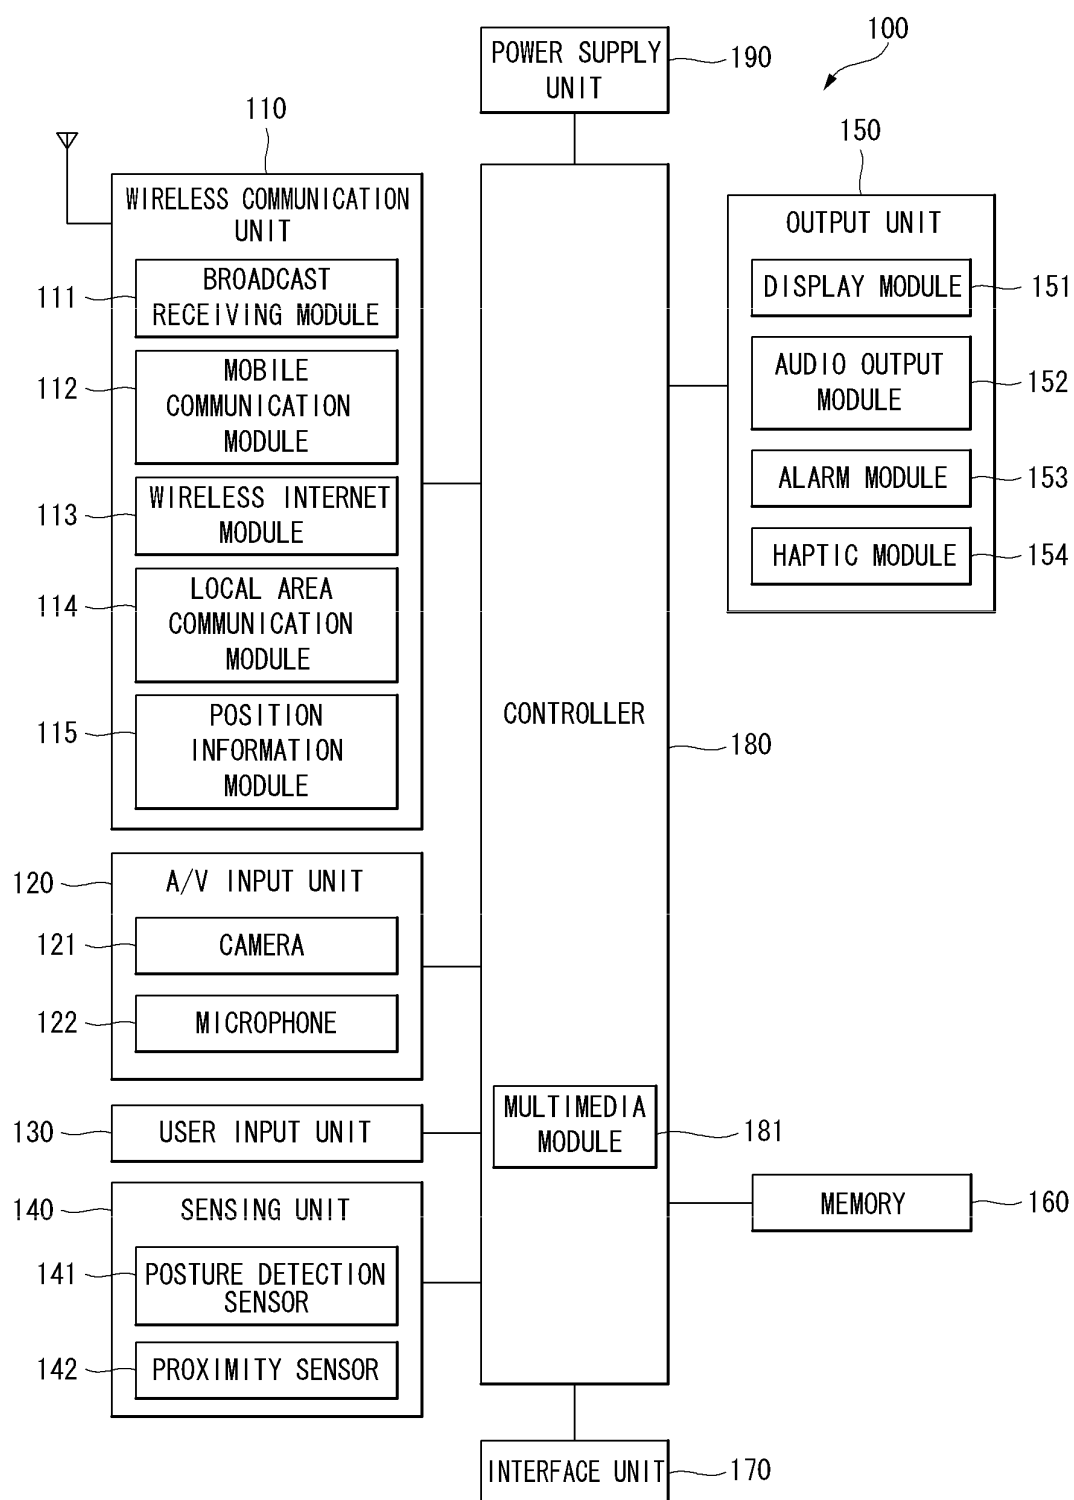 100
POWER SUPPLY
UNIT
190
110
WIRELESS COMMUNICATION
UNIT
111
BROADCAST
RECEIVING MODULE
112
MOBILE
COMMUNICATION
MODULE
113
WIRELESS INTERNET
MODULE
114
LOCAL AREA
COMMUNICATION
MODULE
115
POSITION
INFORMATION
MODULE
120
A/V INPUT UNIT
121
CAMERA
122
MICROPHONE
130
USER INPUT UNIT
140
SENSING UNIT
141
POSTURE DETECTION
SENSOR
142
PROXIMITY SENSOR
CONTROLLER
180
MULTIMEDIA
MODULE
181
150
OUTPUT UNIT
DISPLAY MODULE
151
AUDIO OUTPUT
MODULE
152
ALARM MODULE
153
HAPTIC MODULE
154
MEMORY
160
INTERFACE UNIT
170